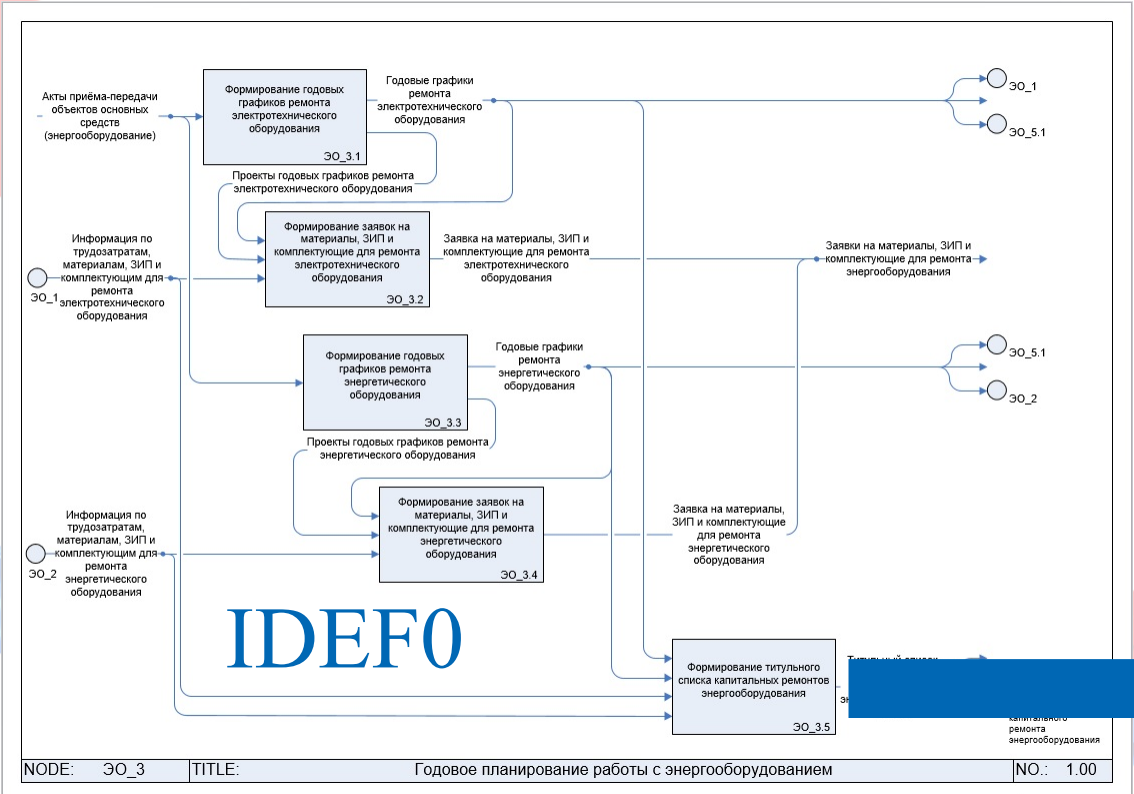 Акты приёма-передачи
объектов основных
средств
(энергооборудование)
Формирование годовых
графиков ремонта
электротехнического
оборудования
ЭО_3.1
Годовые графики
ремонта
электротехнического
оборудования
ЭО_1
ЭО_5.1
Проекты годовых графиков ремонта
электротехнического оборудования
Информация по
трудозатратам,
материалам, ЗИП и
комплектующим для
ремонта
электротехнического
оборудования
ЭО_1
Формирование заявок на
материалы, ЗИП и
комплектующие для ремонта
электротехнического
оборудования
ЭО_3.2
Заявка на материалы, ЗИП и
комплектующие для ремонта
электротехнического
оборудования
Заявки на материалы, ЗИП и
комплектующие для ремонта
энергооборудования
Формирование годовых
графиков ремонта
энергетического
оборудования
ЭО_3.3
Годовые графики
ремонта
энергетического
оборудования
ЭО_5.1
ЭО_2
Проекты годовых графиков ремонта
энергетического оборудования
Информация по
трудозатратам,
материалам, ЗИП и
комплектующим для
ремонта
энергетического
оборудования
ЭО_2
Формирование заявок на
материалы, ЗИП и
комплектующие для ремонта
энергетического
оборудования
ЭО_3.4
Заявка на материалы,
ЗИП и комплектующие
для ремонта
энергетического
оборудования
IDEF0
Формирование титульного
списка капитальных ремонтов
энергооборудования
ЭО_3.5
капитального
ремонта
энергооборудования
NODE: ЭО_3 TITLE: Годовое планирование работы с энергооборудованием NO.: 1.00